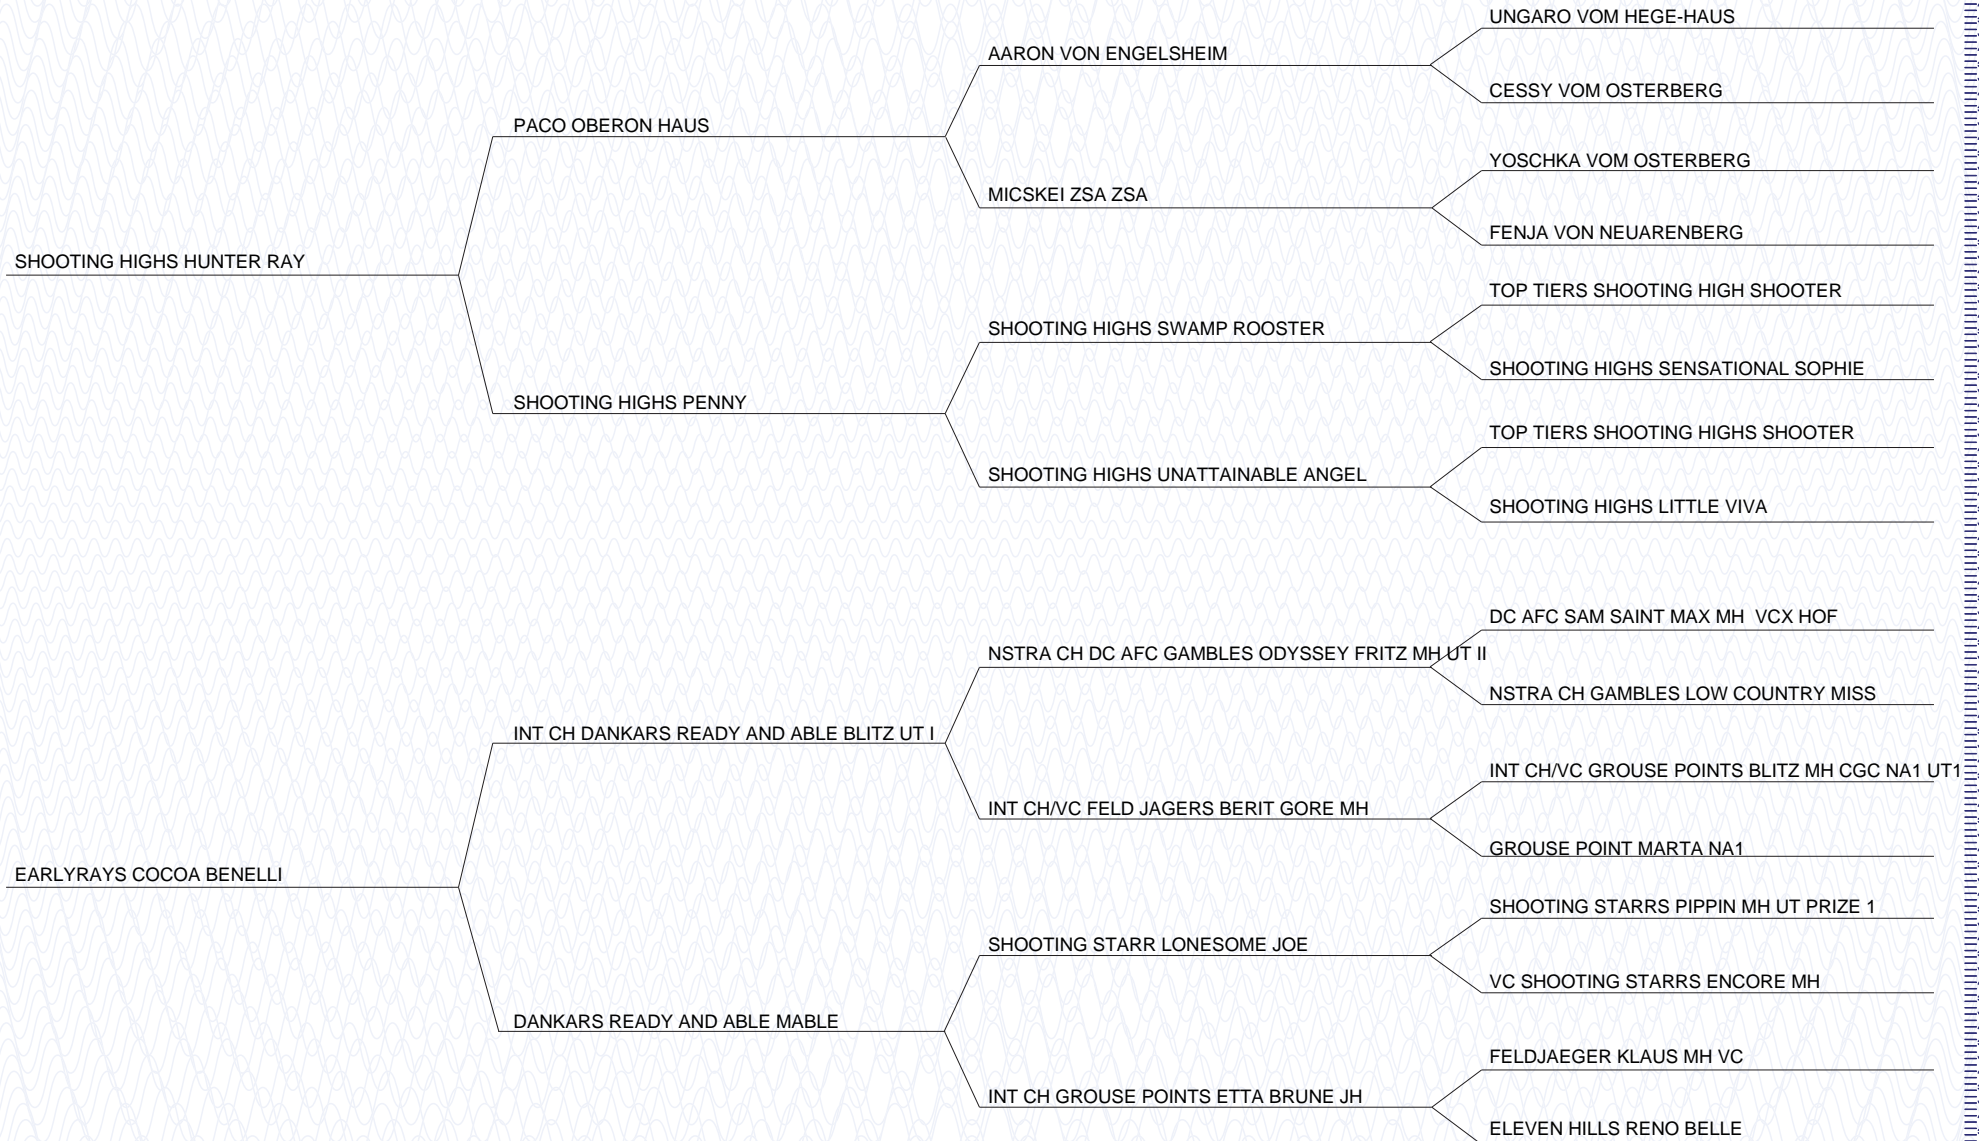 UNGARO VOM HEGE-HAUS
AARON VON ENGELSHEIM
CESSY VOM OSTERBERG
PACO OBERON HAUS
YOSCHKA VOM OSTERBERG
MICSKEI ZSA ZSA
FENJA VON NEUARENBERG
SHOOTING HIGHS HUNTER RAY
TOP TIERS SHOOTING HIGH SHOOTER
SHOOTING HIGHS SWAMP ROOSTER
SHOOTING HIGHS SENSATIONAL SOPHIE
SHOOTING HIGHS PENNY
TOP TIERS SHOOTING HIGHS SHOOTER
SHOOTING HIGHS UNATTAINABLE ANGEL
SHOOTING HIGHS LITTLE VIVA
DC AFC SAM SAINT MAX MH  VCX HOF
NSTRA CH DC AFC GAMBLES ODYSSEY FRITZ MH UT II
NSTRA CH GAMBLES LOW COUNTRY MISS
INT CH DANKARS READY AND ABLE BLITZ UT I
INT CH/VC GROUSE POINTS BLITZ MH CGC NA1 UT1
INT CH/VC FELD JAGERS BERIT GORE MH
GROUSE POINT MARTA NA1
EARLYRAYS COCOA BENELLI
SHOOTING STARRS PIPPIN MH UT PRIZE 1
SHOOTING STARR LONESOME JOE
VC SHOOTING STARRS ENCORE MH
DANKARS READY AND ABLE MABLE
FELDJAEGER KLAUS MH VC
INT CH GROUSE POINTS ETTA BRUNE JH
ELEVEN HILLS RENO BELLE